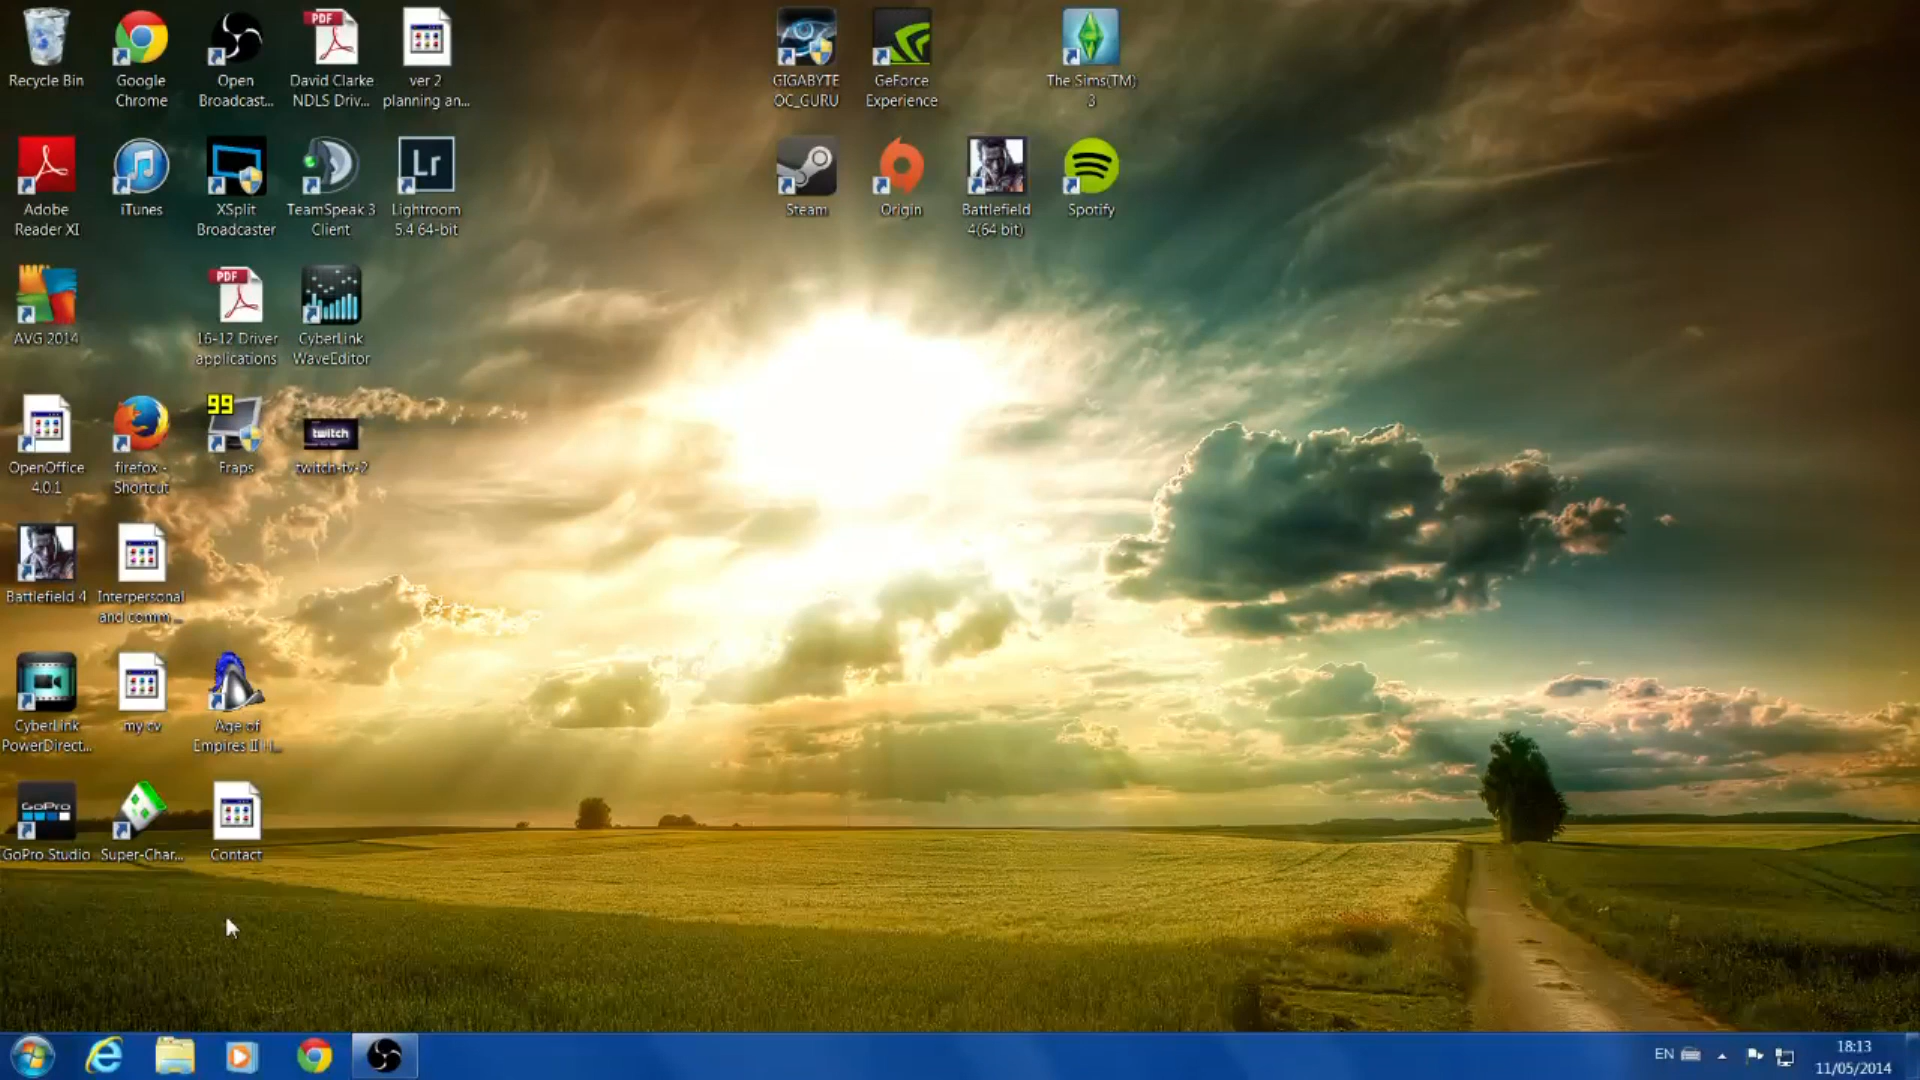 Recycle Bin
Google
Chrome
Open
Broadcast...
PDF
David Clarke
NDLS Driv...
ver 2
planning an...
GIGABYTE
OC_GURU
GeForce
Experience
The Sims(TM)
3
Adobe
Reader XI
iTunes
XSplit
Broadcaster
TeamSpeak 3
Client
Lr
Lightroom
5.4 64-bit
Steam
Origin
Battlefield
4(64 bit)
Spotify
AVG 2014
PDF
16-12 Driver
applications
CyberLink
WaveEditor
OpenOffice
4.0.1
firefox -
Shortcut
99
Fraps
twitch
twitch-tv-2
Battlefield 4
Interpersonal
and comm...
CyberLink
PowerDirect...
my cv
Age of
Empires II I...
GoPro
GoPro Studio
Super-Char...
Contact
EN
18:13
11/05/2014